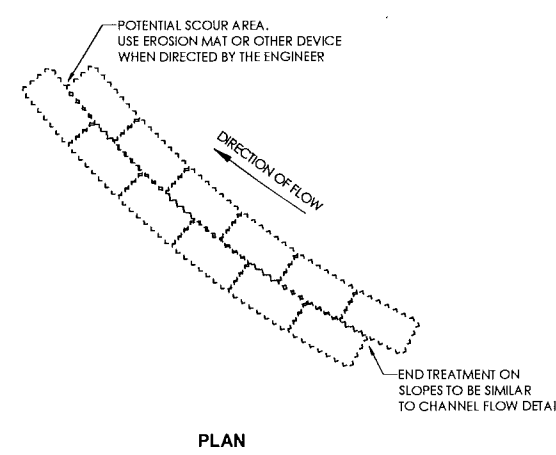 POTENTIAL SCOUR AREA.
USE EROSION MAT OR OTHER DEVICE
WHEN DIRECTED BY THE ENGINEER
DIRECTION OF FLOW
END TREATMENT ON
SLOPES TO BE SIMILAR
TO CHANNEL FLOW DETAI
PLAN